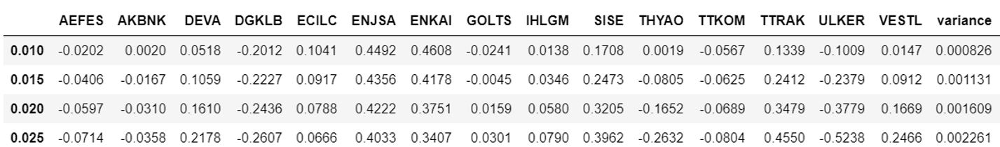 AEFES AKBNK DEVA DGKLB ECILC ENJSA ENKAI GOLTS IHLGM SISE THYAO TTKOM TTRAK ULKER VESTL variance
0.010 -0.0202 0.0020 0.0518 -0.2012 0.1041 0.4492 0.4608 -0.0241 0.0138 0.1708 0.0019 -0.0567 0.1339 -0.1009 0.0147 0.000826
0.015 -0.0406 -0.0167 0.1059 -0.2227 0.0917 0.4356 0.4178 -0.0045 0.0346 0.2473 -0.0805 -0.0625 0.2412 -0.2379 0.0912 0.001131
0.020 -0.0597 -0.0310 0.1610 -0.2436 0.0788 0.4222 0.3751 0.0159 0.0580 0.3205 -0.1652 -0.0689 0.3479 -0.3779 0.1669 0.001609
0.025 -0.0714 -0.0358 0.2178 -0.2607 0.0666 0.4033 0.3407 0.0301 0.0790 0.3962 -0.2632 -0.0804 0.4550 -0.5238 0.2466 0.002261